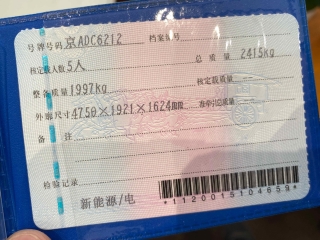 号牌号码 京ADC6212 档案编号
核定载人数 5人 总质量 2415kg
整备质量 1997kg 核定载质量
外廓尺寸 4750×1921×1624mm 准牵引总质量
备注
检验记录
新能源/电
*1120015104659*